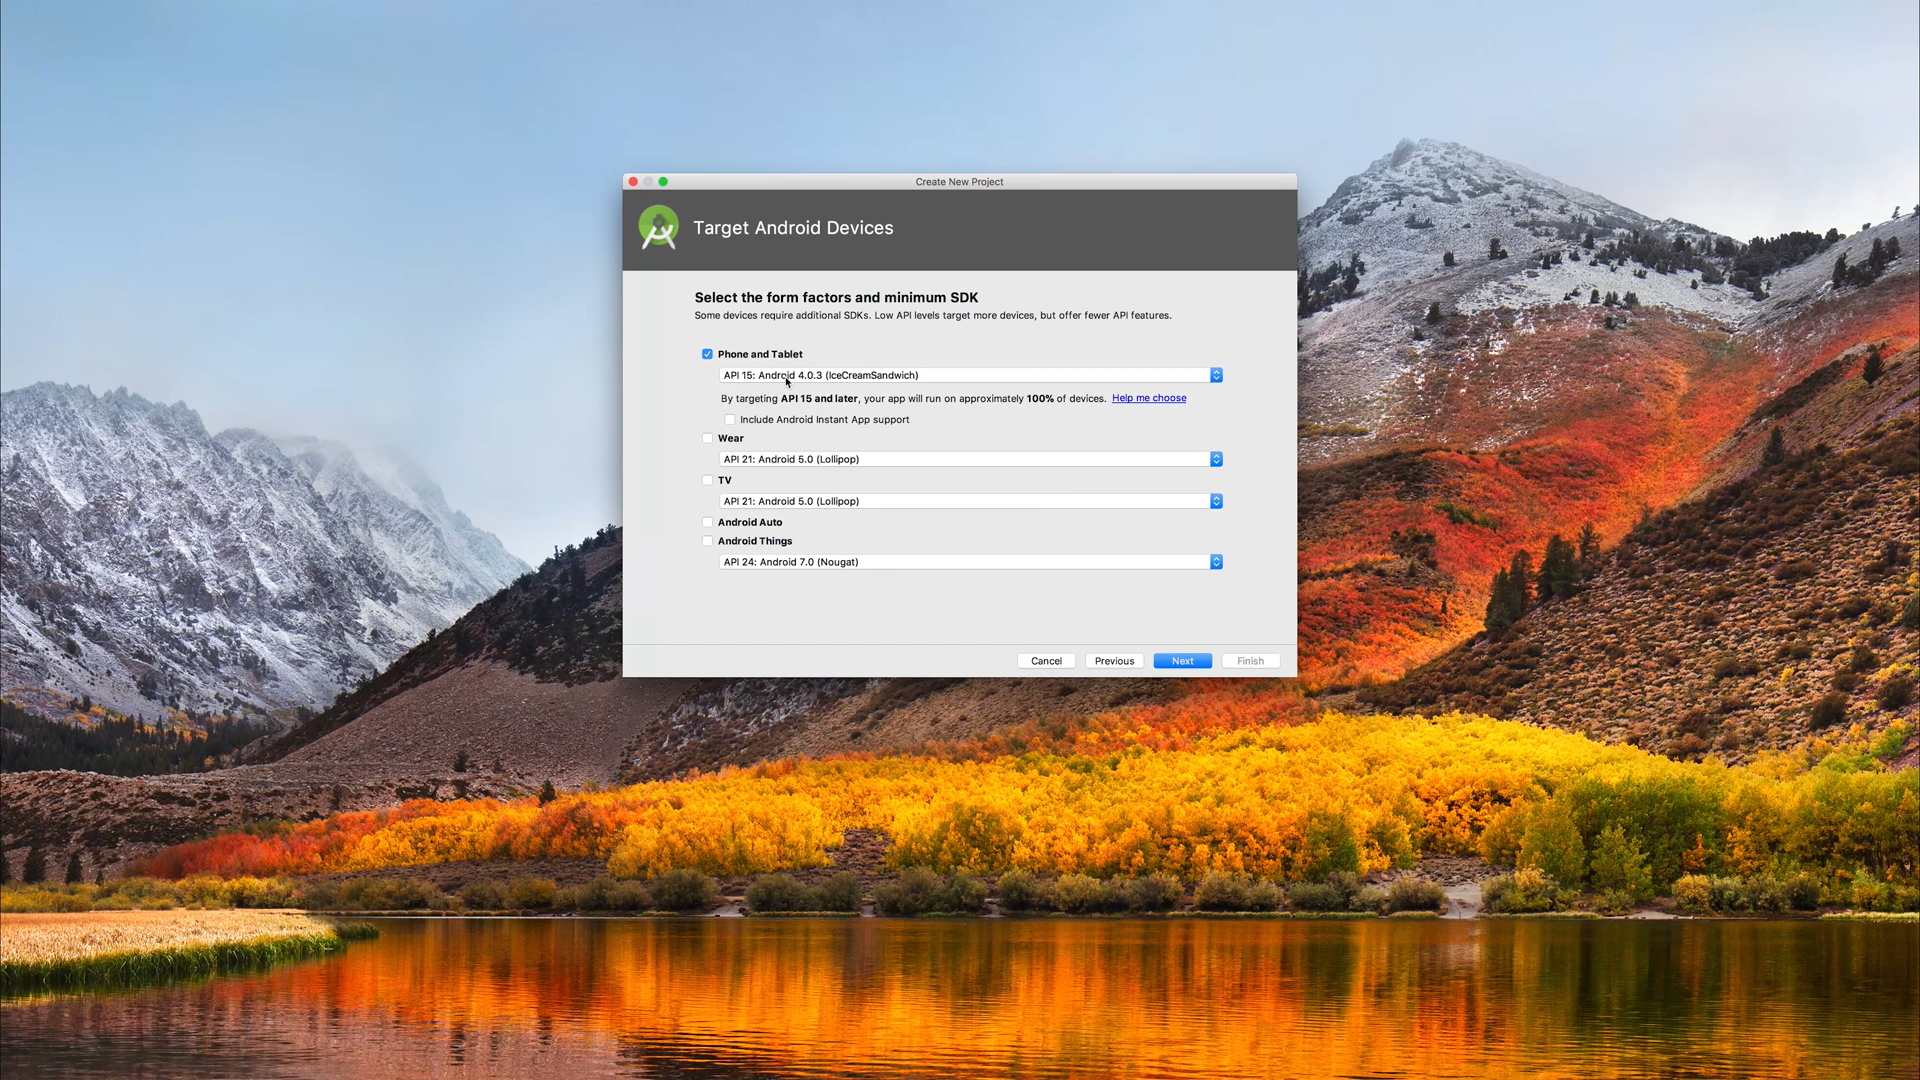 Create New Project
Target Android Devices
Select the form factors and minimum SDK
Some devices require additional SDKs. Low API levels target more devices, but offer fewer API features.
Phone and Tablet
API 15: Android 4.0.3 (IceCreamSandwich)
By targeting API 15 and later, your app will run on approximately 100% of devices. Help me choose
Include Android Instant App support
Wear
API 21: Android 5.0 (Lollipop)
TV
API 21: Android 5.0 (Lollipop)
Android Auto
Android Things
API 24: Android 7.0 (Nougat)
Cancel Previous Next Finish